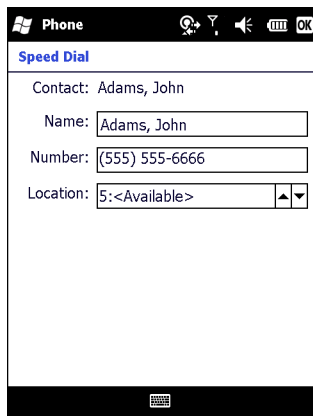 Phone OK
Speed Dial
Contact: Adams, John
Name: Adams, John
Number: (555) 555-6666
Location: 5:<Available>